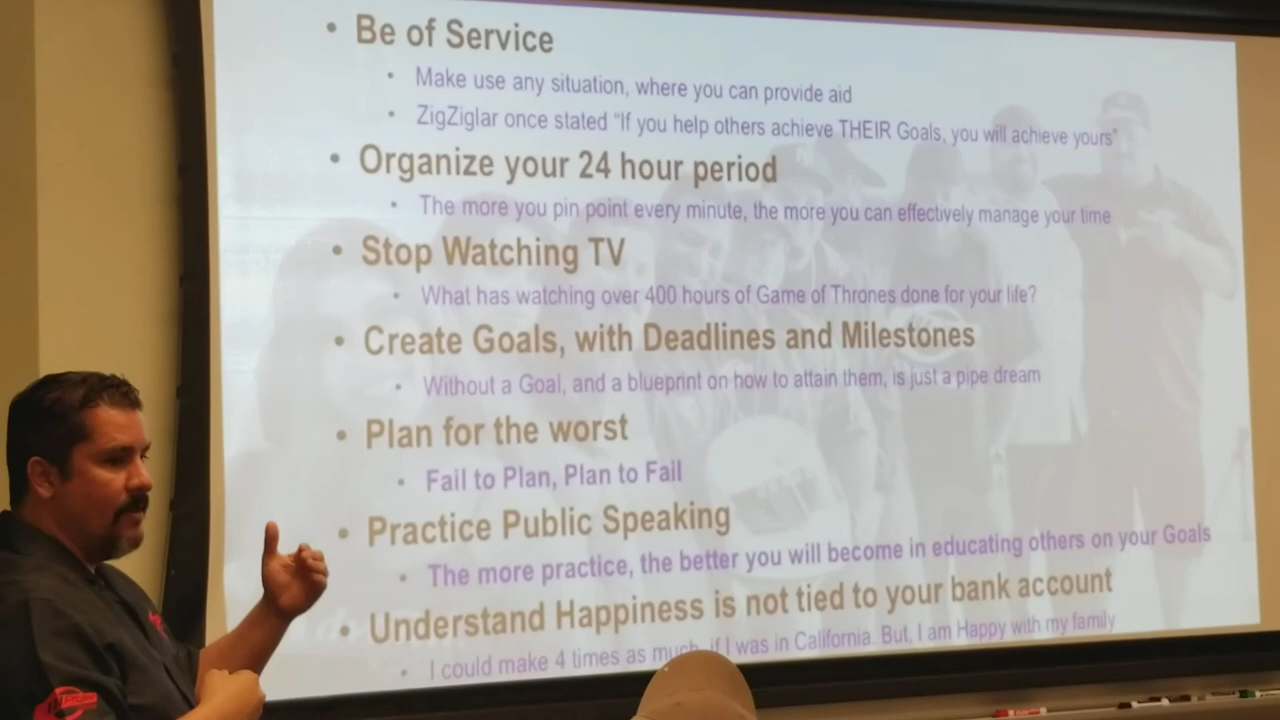 • Be of Service
• Make use any situation, where you can provide aid
• ZigZiglar once stated "If you help others achieve THEIR Goals, you will achieve yours"
• Organize your 24 hour period
• The more you pin point every minute, the more you can effectively manage your time
• Stop Watching TV
• What has watching over 400 hours of Game of Thrones done for your life?
• Create Goals, with Deadlines and Milestones
• Without a Goal, and a blueprint on how to attain them, is just a pipe dream
• Plan for the worst
• Fail to Plan, Plan to Fail
• Practice Public Speaking
• The more practice, the better you will become in educating others on your Goals
• Understand Happiness is not tied to your bank account
• I could make 4 times as much, if I was in California. But, I am Happy with my family